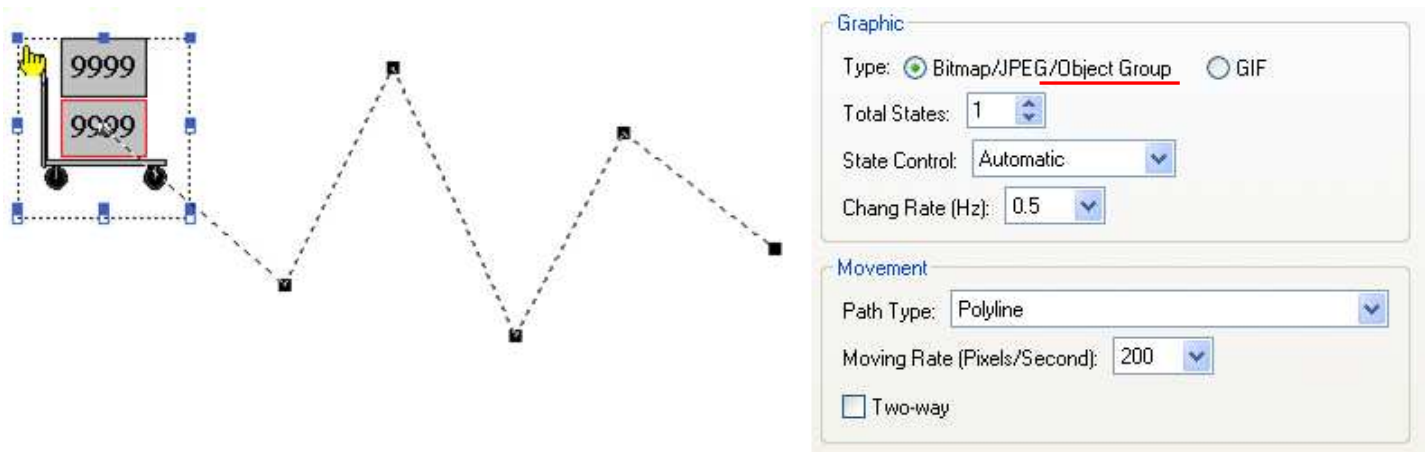 9999
9999
Graphic
Type: Bitmap/JPEG/Object Group GIF
Total States: 1
State Control: Automatic
Chang Rate (Hz): 0.5
Movement
Path Type: Polyline
Moving Rate (Pixels/Second): 200
Two-way